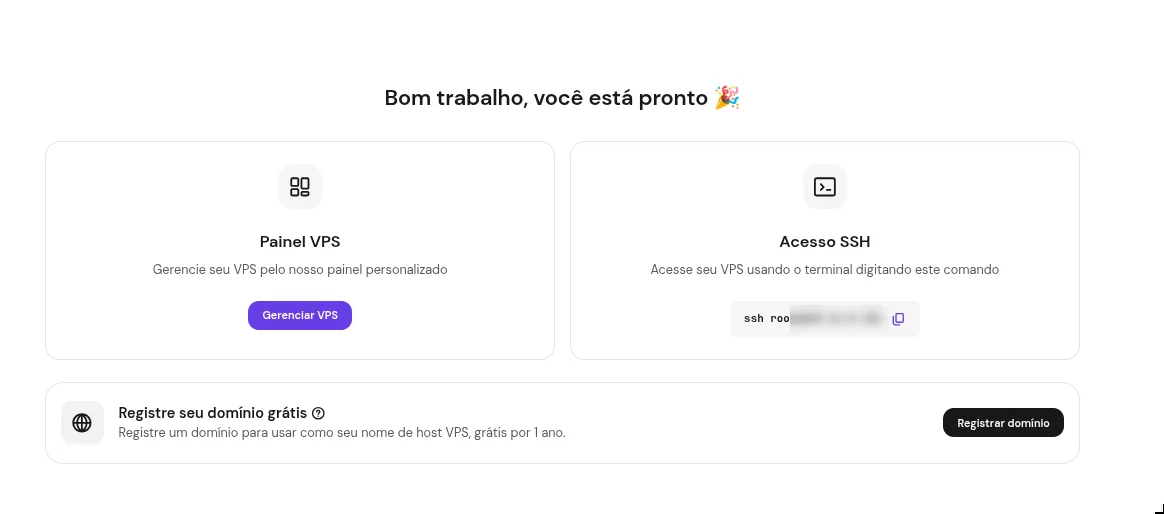 Bom trabalho, você está pronto 🎉
Painel VPS
Gerencie seu VPS pelo nosso painel personalizado
Gerenciar VPS
Acesso SSH
Acesse seu VPS usando o terminal digitando este comando
ssh roo
Registre seu domínio grátis
Registre um domínio para usar como seu nome de host VPS, grátis por 1 ano.
Registrar domínio